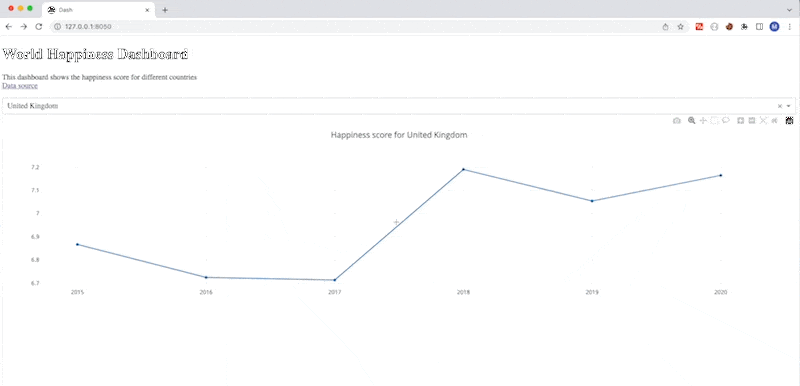 Dash
127.0.0.1:8050
M
World Happiness Dashboard
This dashboard shows the happiness score for different countries
Data source
United Kingdom
Happiness score for United Kingdom
7.2
7.1
7
6.9
6.8
6.7
2015 2016 2017 2018 2019 2020